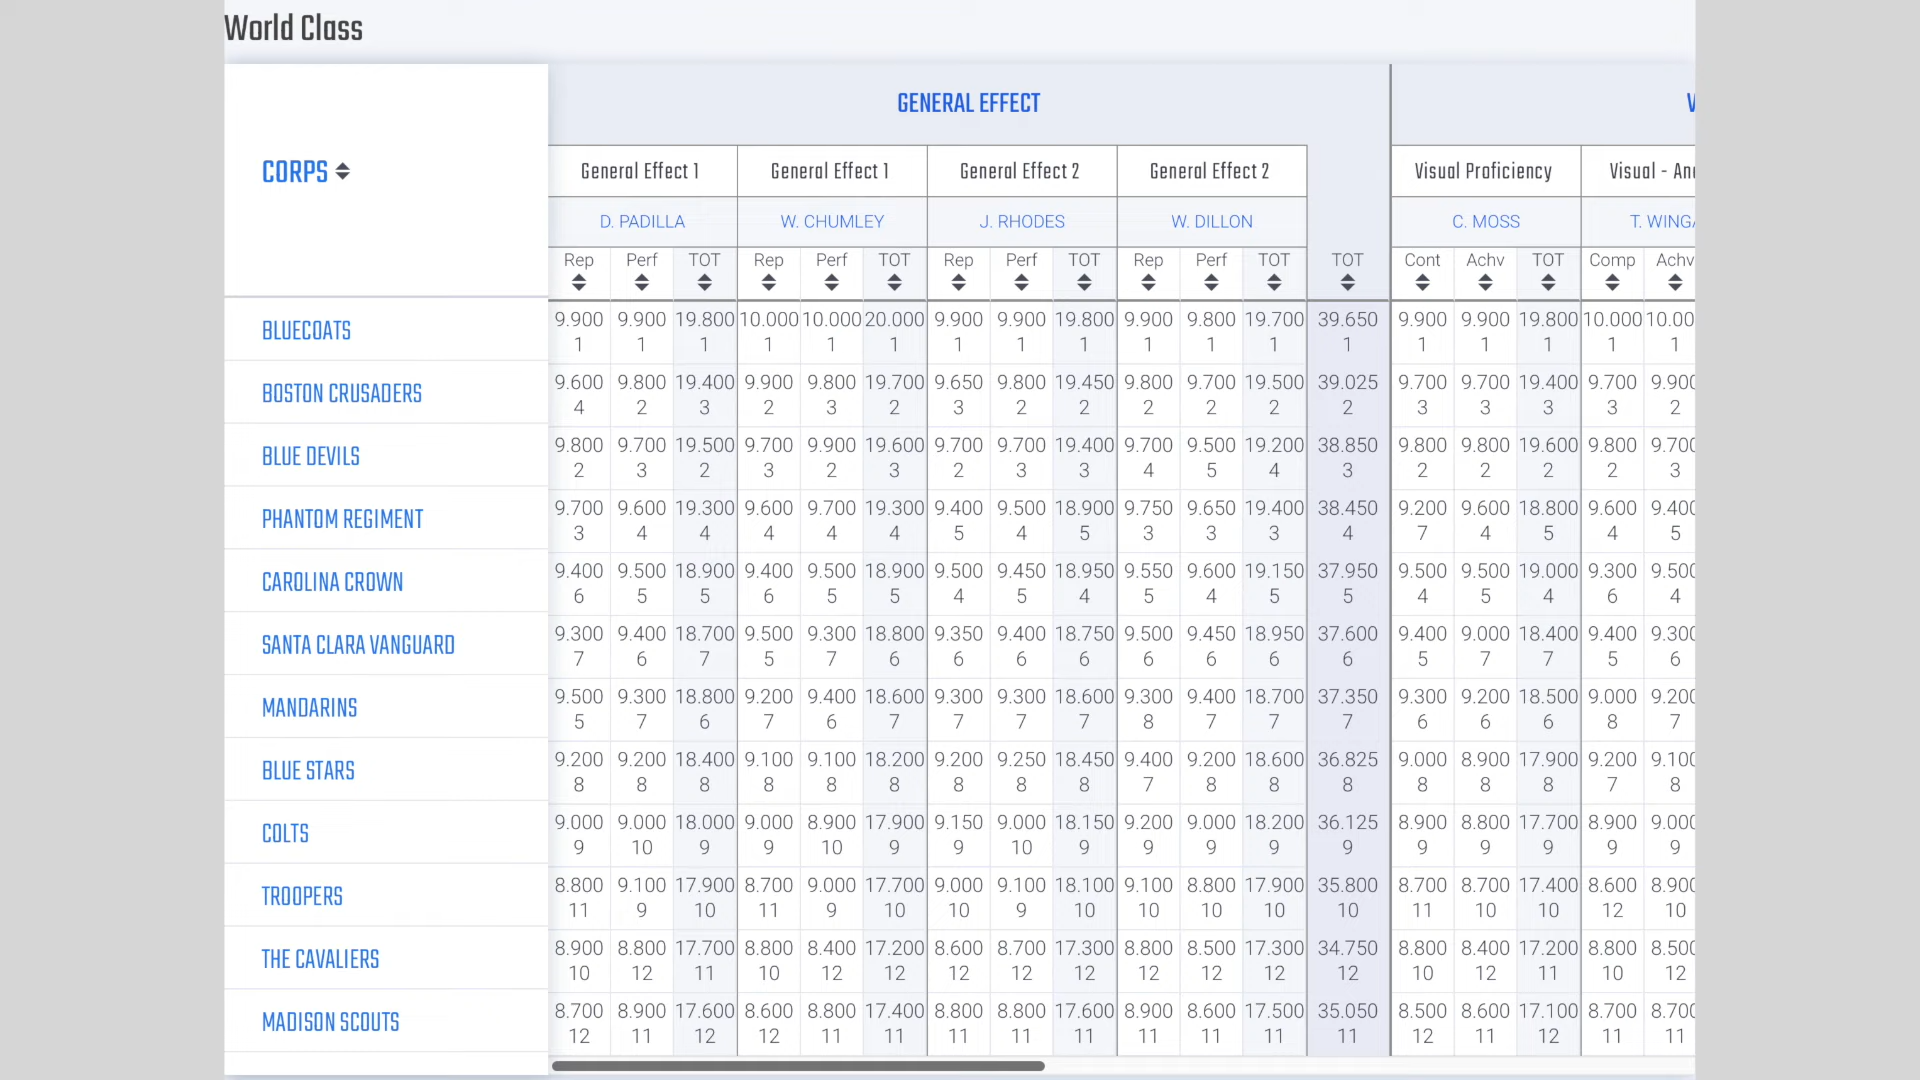 World Class
GENERAL EFFECT
CORPS
General Effect 1 General Effect 1 General Effect 2 General Effect 2 Visual Proficiency Visual - An
D. PADILLA W. CHUMLEY J. RHODES W. DILLON C. MOSS T. WING
Rep Perf TOT Rep Perf TOT Rep Perf TOT Rep Perf TOT TOT Cont Achv TOT Comp Achv
BLUECOATS 9.900 9.900 19.800 10.000 10.000 20.000 9.900 9.900 19.800 9.900 9.800 19.700 39.650 9.900 9.900 19.800 10.000 10.00
1 1 1 1 1 1 1 1 1 1 1 1 1 1 1 1 1 1
BOSTON CRUSADERS 9.600 9.800 19.400 9.900 9.800 19.700 9.650 9.800 19.450 9.800 9.700 19.500 39.025 9.700 9.700 19.400 9.700 9.900
4 2 3 2 3 2 3 2 2 2 2 2 2 3 3 3 3 2
BLUE DEVILS 9.800 9.700 19.500 9.700 9.900 19.600 9.700 9.700 19.400 9.700 9.500 19.200 38.850 9.800 9.800 19.600 9.800 9.700
2 3 2 3 2 3 2 3 3 4 5 4 3 2 2 2 2 3
PHANTOM REGIMENT 9.700 9.600 19.300 9.600 9.700 19.300 9.400 9.500 18.900 9.750 9.650 19.400 38.450 9.200 9.600 18.800 9.600 9.400
3 4 4 4 4 4 5 4 5 3 3 3 4 7 4 5 4 5
CAROLINA CROWN 9.400 9.500 18.900 9.400 9.500 18.900 9.500 9.450 18.950 9.550 9.600 19.150 37.950 9.500 9.500 19.000 9.300 9.500
6 5 5 6 5 5 4 5 4 5 4 5 5 4 5 4 6 4
SANTA CLARA VANGUARD 9.300 9.400 18.700 9.500 9.300 18.800 9.350 9.400 18.750 9.500 9.450 18.950 37.600 9.400 9.000 18.400 9.400 9.300
7 6 7 5 7 6 6 6 6 6 6 6 6 5 7 7 5 6
MANDARINS 9.500 9.300 18.800 9.200 9.400 18.600 9.300 9.300 18.600 9.300 9.400 18.700 37.350 9.300 9.200 18.500 9.000 9.200
5 7 6 7 6 7 7 7 7 8 7 7 7 6 6 6 8 7
BLUE STARS 9.200 9.200 18.400 9.100 9.100 18.200 9.200 9.250 18.450 9.400 9.200 18.600 36.825 9.000 8.900 17.900 9.200 9.100
8 8 8 8 8 8 8 8 8 7 8 8 8 8 8 8 7 8
COLTS 9.000 9.000 18.000 9.000 8.900 17.900 9.150 9.000 18.150 9.200 9.000 18.200 36.125 8.900 8.800 17.700 8.900 9.000
9 10 9 9 10 9 9 10 9 9 9 9 9 9 9 9 9 9
TROOPERS 8.800 9.100 17.900 8.700 9.000 17.700 9.000 9.100 18.100 9.100 8.800 17.900 35.800 8.700 8.700 17.400 8.600 8.900
11 9 10 11 9 10 10 9 10 10 10 10 10 11 10 10 12 10
THE CAVALIERS 8.900 8.800 17.700 8.800 8.400 17.200 8.600 8.700 17.300 8.800 8.500 17.300 34.750 8.800 8.400 17.200 8.800 8.500
10 12 11 10 12 12 12 12 12 12 12 12 12 10 12 11 10 12
MADISON SCOUTS 8.700 8.900 17.600 8.600 8.800 17.400 8.800 8.800 17.600 8.900 8.600 17.500 35.050 8.500 8.600 17.100 8.700 8.700
12 11 12 12 11 11 11 11 11 11 11 11 11 12 11 12 11 11